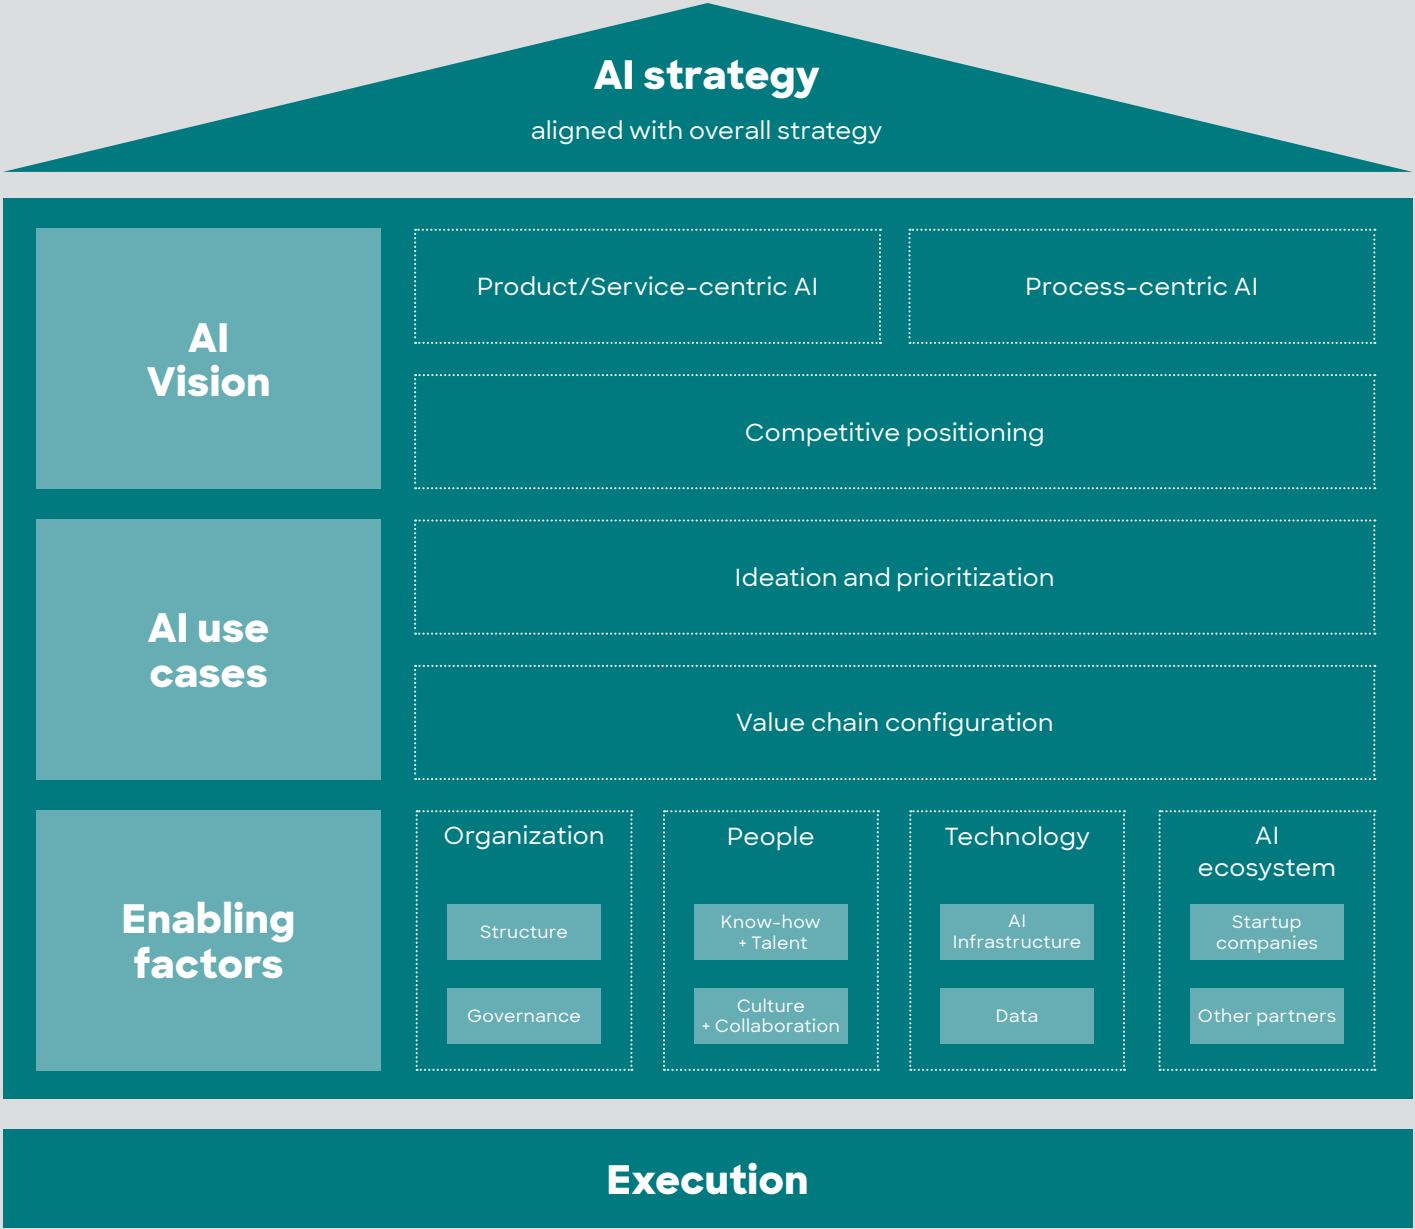 AI strategy
aligned with overall strategy
AI
Vision
Product/Service-centric AI
Process-centric AI
Competitive positioning
AI use
cases
Ideation and prioritization
Value chain configuration
Enabling
factors
Organization
Structure
Governance
People
Know-how
+ Talent
Culture
+ Collaboration
Technology
AI
Infrastructure
Data
AI
ecosystem
Startup
companies
Other partners
Execution